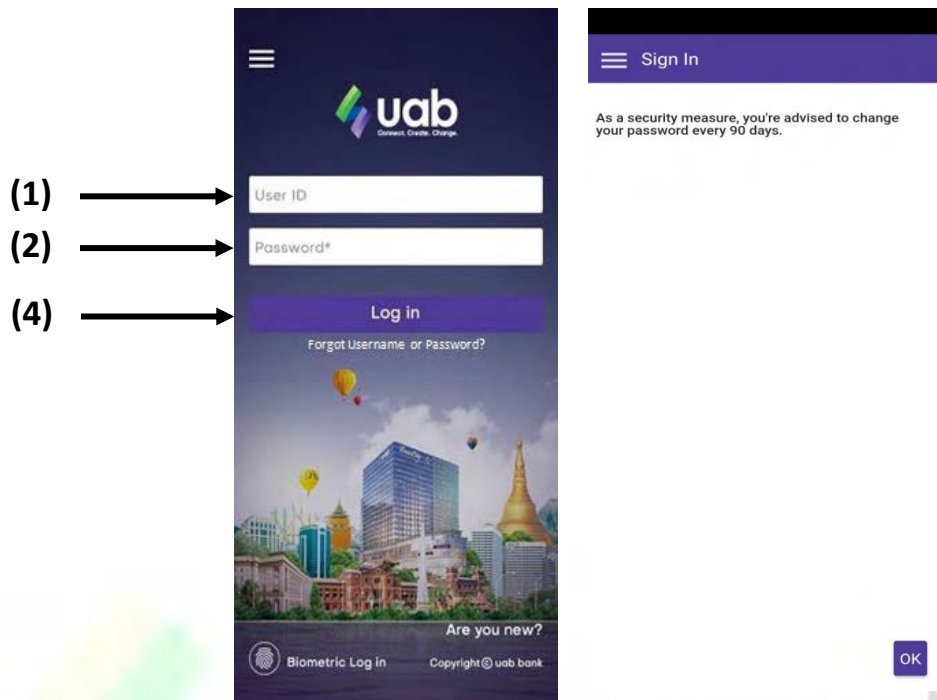 uab
Connect. Create. Change.
(1)
User ID
(2)
Password*
(4)
Log in
Forgot Username or Password?
Are you new?
Biometric Log in
Copyright © uab bank
Sign In
As a security measure, you're advised to change
your password every 90 days.
OK